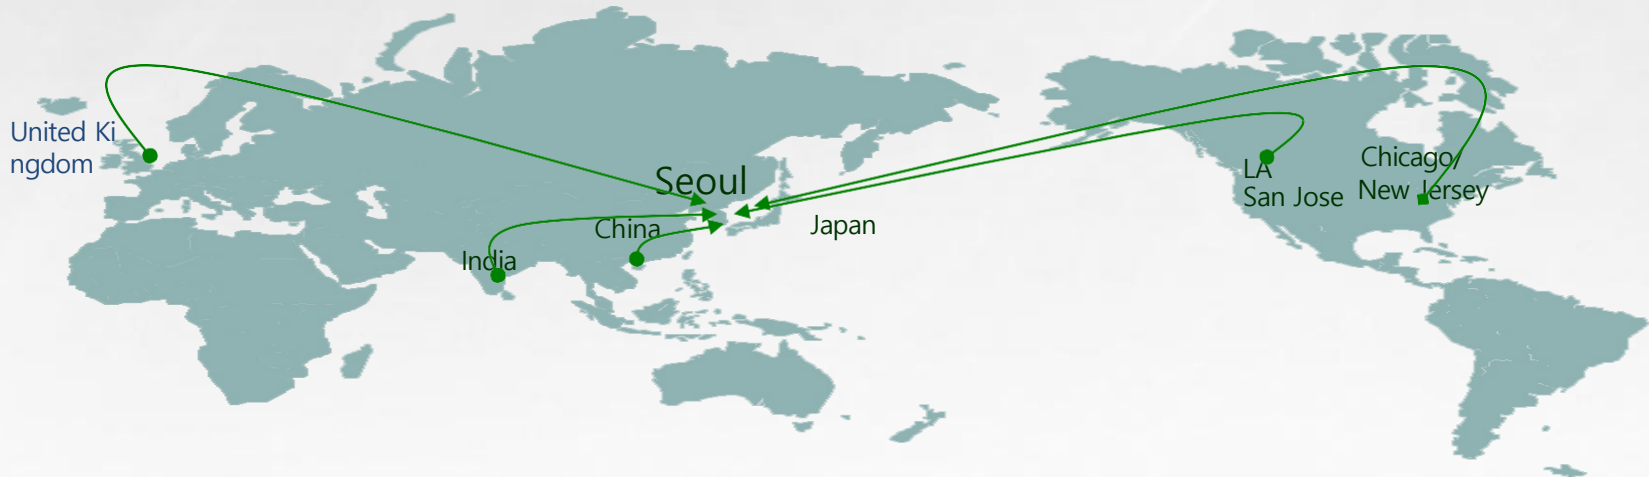 United Ki
ngdom
Seoul
China
India
Japan
LA
San Jose
Chicago/
New Jersey